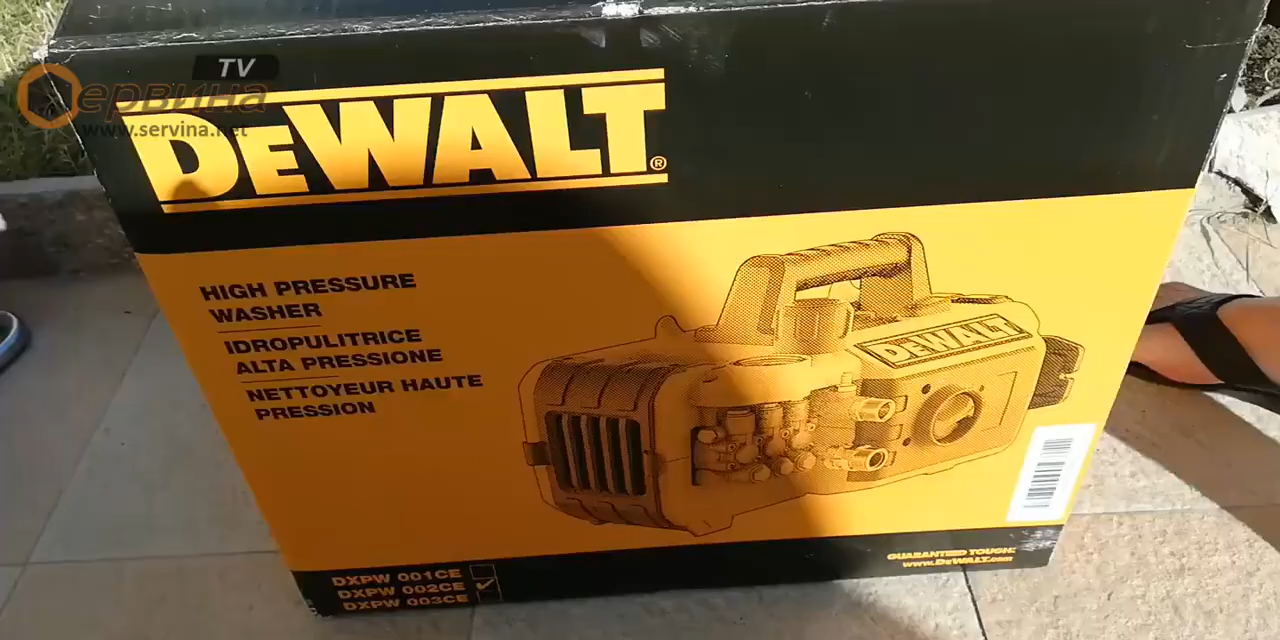 TV
Сервина
www.servina.net
DEWALT®
HIGH PRESSURE
WASHER
IDROPULITRICE
ALTA PRESSIONE
NETTOYEUR HAUTE
PRESSION
DEWALT
DXPW 001CE
DXPW 002CE ✓
DXPW 003CE
GUARANTEED TOUGH.
www.DEWALT.com